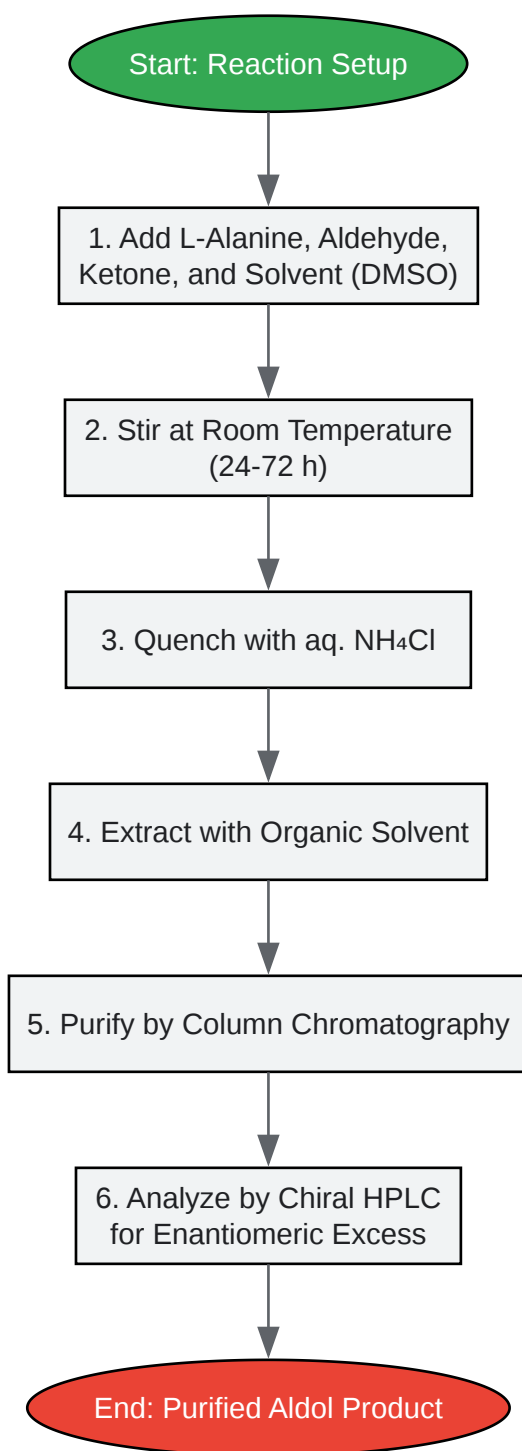 Start: Reaction Setup
1. Add L-Alanine, Aldehyde,
Ketone, and Solvent (DMSO)
2. Stir at Room Temperature
(24-72 h)
3. Quench with aq. NH₄Cl
4. Extract with Organic Solvent
5. Purify by Column Chromatography
6. Analyze by Chiral HPLC
for Enantiomeric Excess
End: Purified Aldol Product